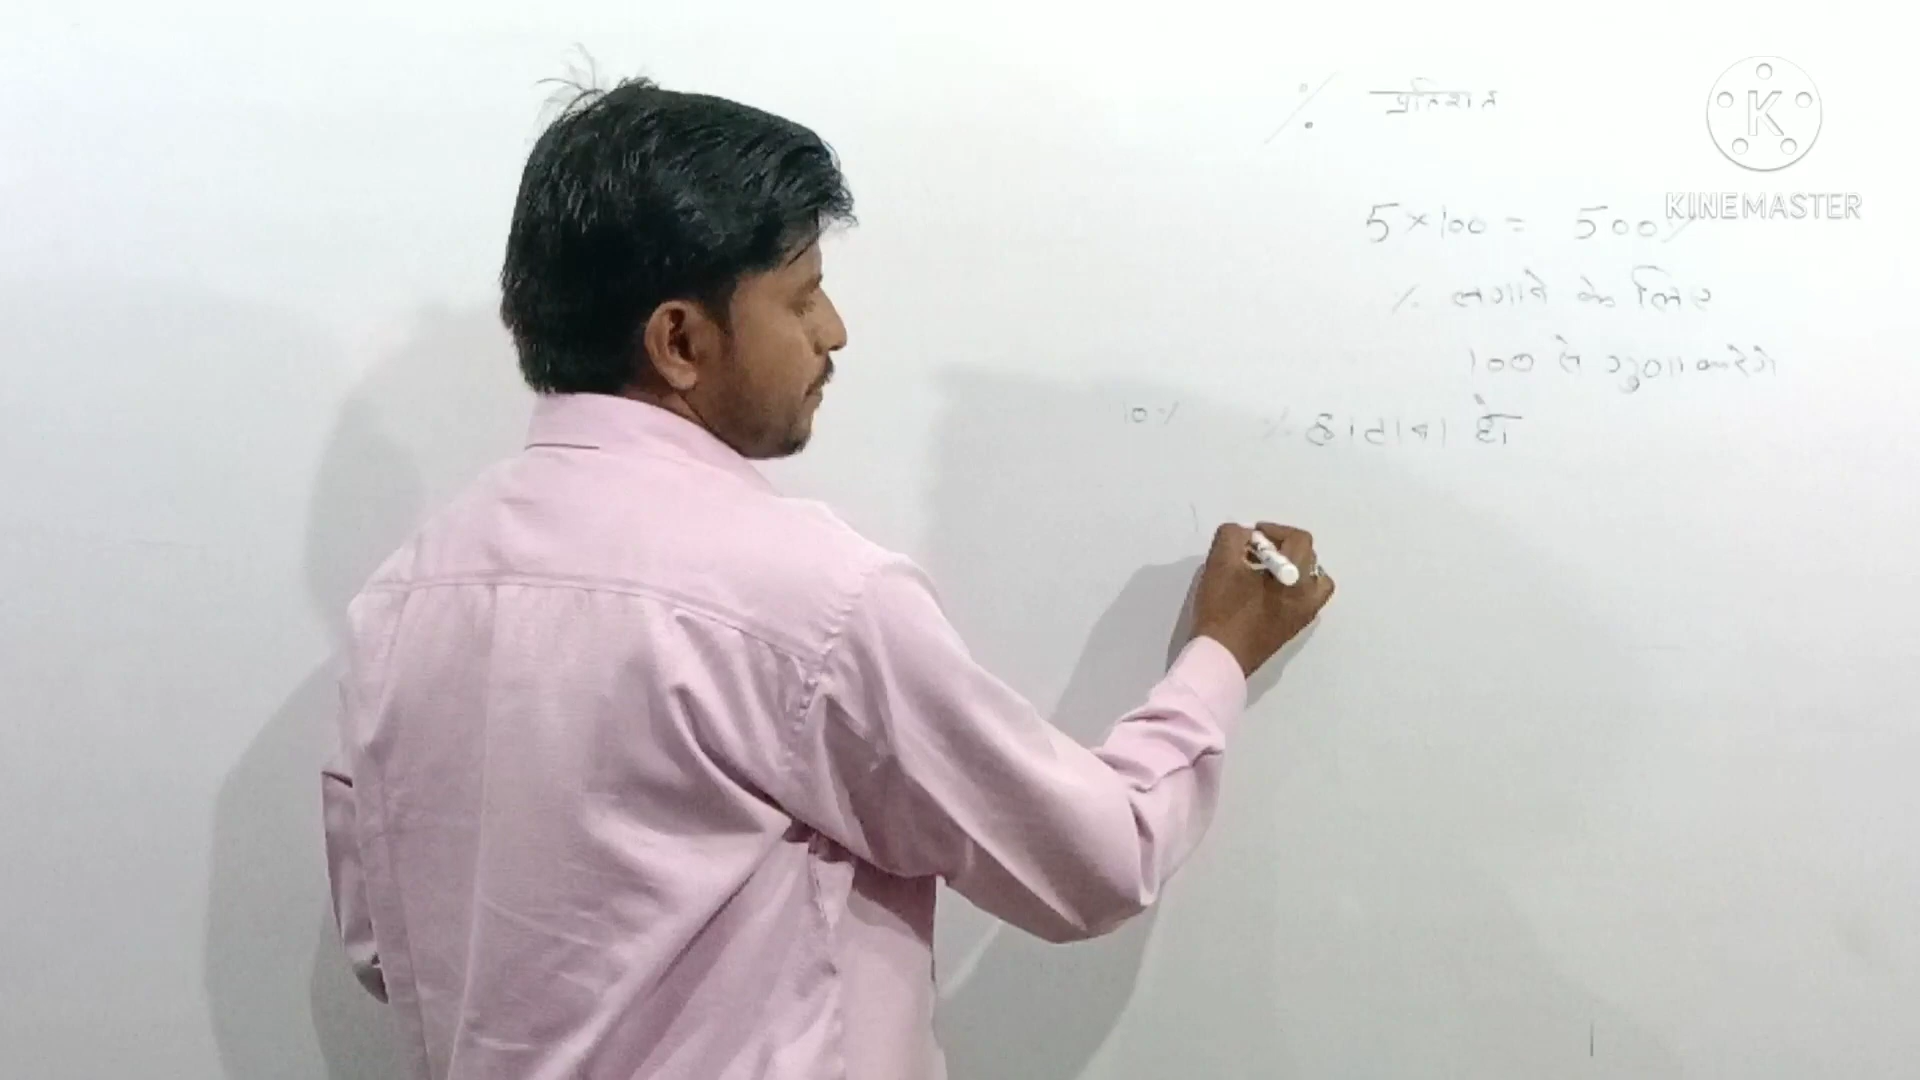 % प्रतिशत
K
KINEMASTER
5 × 100 = 500%
% लगाने के लिए
100 से गुणा करेंगे
10% % हटाना हो